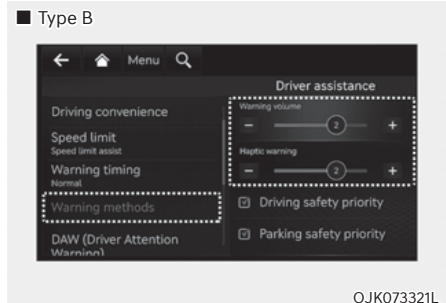 ■ Type B
Menu
Driver assistance
Driving convenience
Speed limit
Speed limit assist
Warning timing
Normal
Warning methods
DAW (Driver Attention
Warning)
Warning volume
− 2 +
Haptic warning
− 2 +
Driving safety priority
Parking safety priority
OJK073321L